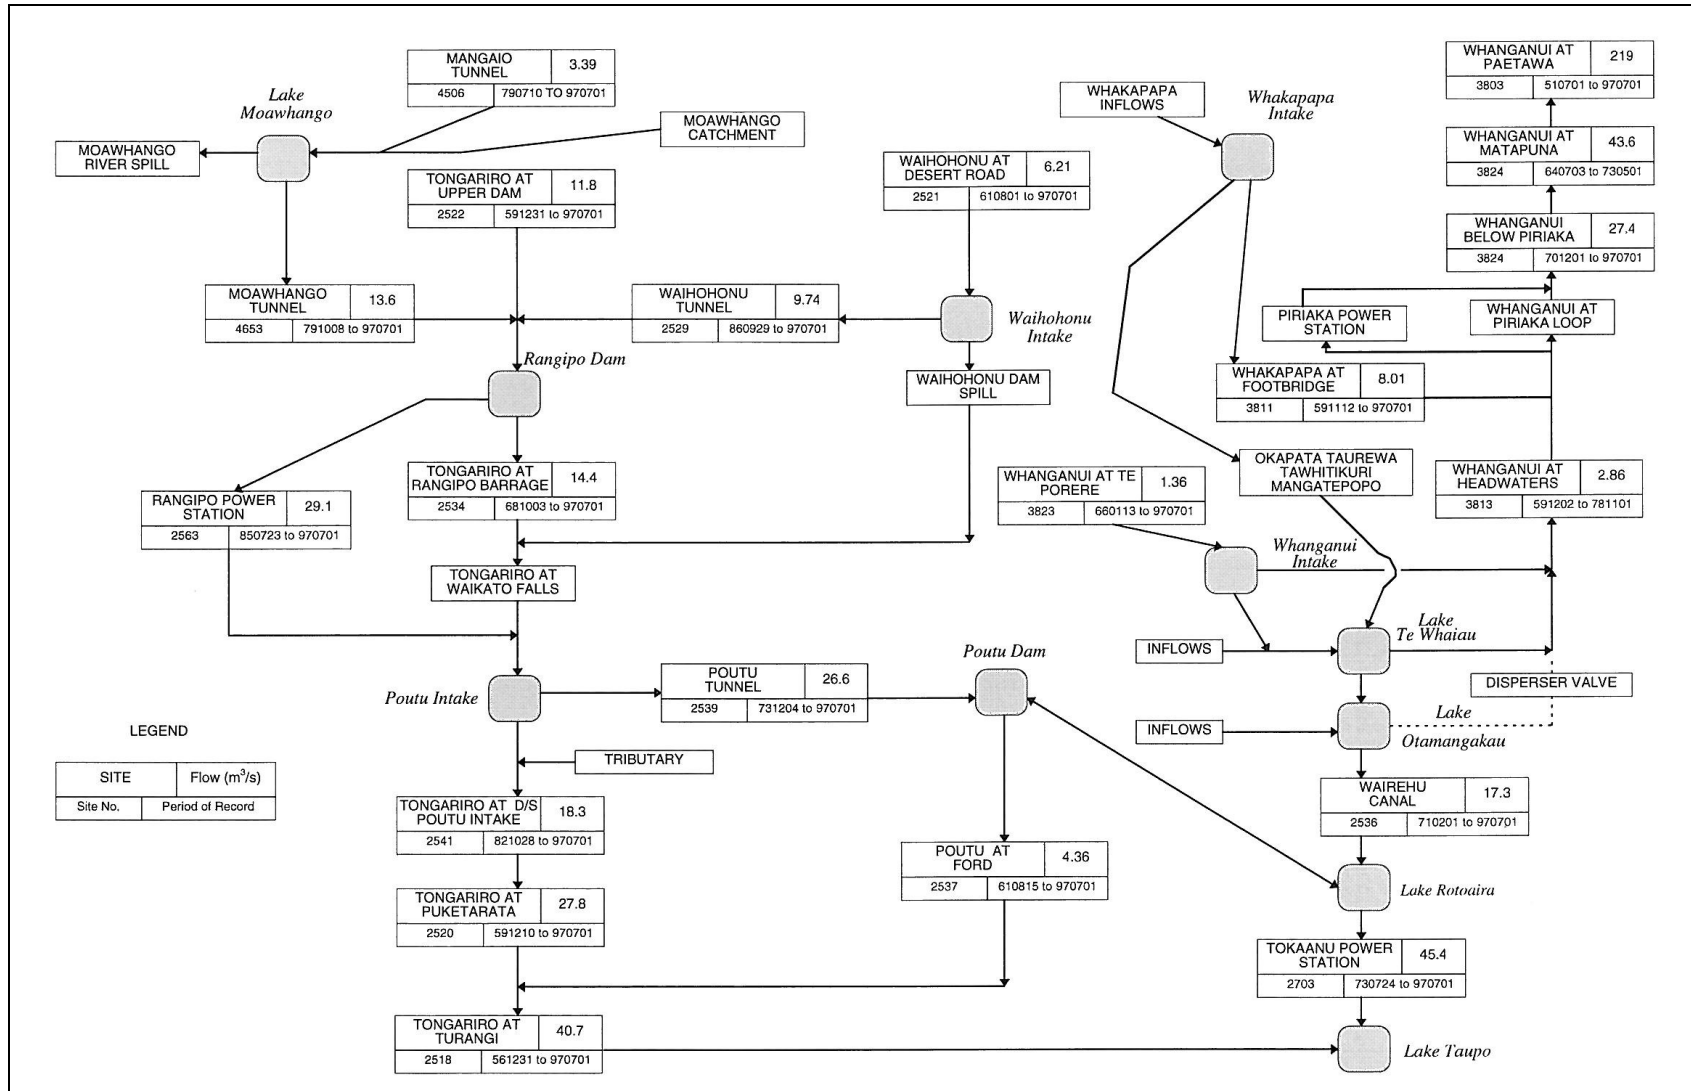 MANGAIO
TUNNEL
3.39
4506
790710 TO 970701
Lake
Moawhango
MOAWHANGO
CATCHMENT
MOAWHANGO
RIVER SPILL
TONGARIRO AT
UPPER DAM
11.8
2522
591231 to 970701
WAIHOHONU AT
DESERT ROAD
6.21
2521
610801 to 970701
WHAKAPAPA
INFLOWS
Whakapapa
Intake
WHANGANUI AT
PAETAWA
219
3803
510701 to 970701
WHANGANUI AT
MATAPUNA
43.6
3824
640703 to 730501
WHANGANUI
BELOW PIRIAKA
27.4
3824
701201 to 970701
MOAWHANGO
TUNNEL
13.6
4653
791008 to 970701
WAIHOHONU
TUNNEL
9.74
2529
860929 to 970701
Waihohonu
Intake
PIRIAKA POWER
STATION
WHANGANUI AT
PIRIAKA LOOP
Rangipo Dam
WAIHOHONU DAM
SPILL
WHAKAPAPA AT
FOOTBRIDGE
8.01
3811
591112 to 970701
TONGARIRO AT
RANGIPO BARRAGE
14.4
2534
681003 to 970701
RANGIPO POWER
STATION
29.1
2563
850723 to 970701
WHANGANUI AT TE
PORERE
1.36
3823
660113 to 970701
OKAPATA TAUREWA
TAWHITIKURI
MANGATEPOPO
WHANGANUI AT
HEADWATERS
2.86
3813
591202 to 781101
Whanganui
Intake
TONGARIRO AT
WAIKATO FALLS
Lake
Te Whaiau
INFLOWS
Poutu Dam
Poutu Intake
POUTU
TUNNEL
26.6
2539
731204 to 970701
DISPERSER VALVE
INFLOWS
Lake
Otamangakau
TRIBUTARY
LEGEND
SITE
Flow (m³/s)
Site No.
Period of Record
TONGARIRO AT D/S
POUTU INTAKE
18.3
2541
821028 to 970701
WAIREHU
CANAL
17.3
2536
710201 to 970701
POUTU AT
FORD
4.36
2537
610815 to 970701
Lake Rotoaira
TONGARIRO AT
PUKETARATA
27.8
2520
591210 to 970701
TOKAANU POWER
STATION
45.4
2703
730724 to 970701
TONGARIRO AT
TURANGI
40.7
2518
561231 to 970701
Lake Taupo